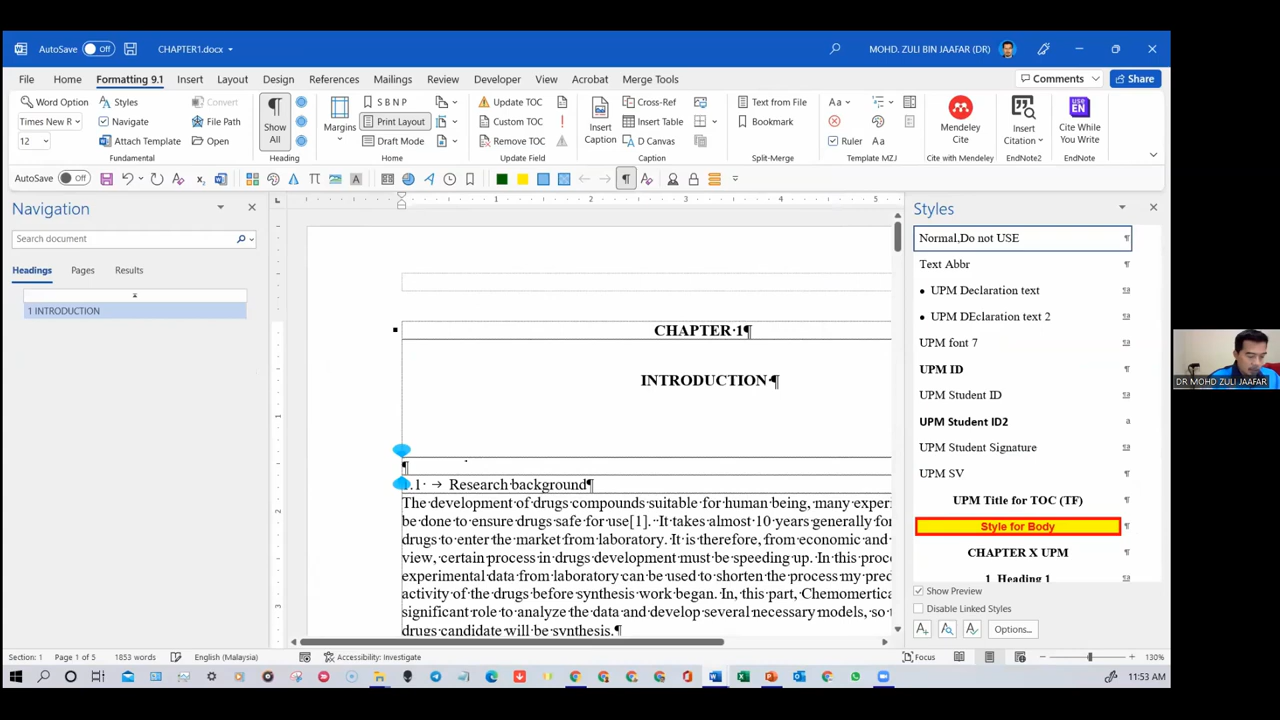 AutoSave Off CHAPTER1.docx MOHD. ZULI BIN JAAFAR (DR)
File Home Formatting 9.1 Insert Layout Design References Mailings Review Developer View Acrobat Merge Tools Comments Share
Word Option Styles Convert S B N P Update TOC Cross-Ref Text from File Aa
Times New R Navigate File Path Show All Margins Print Layout Custom TOC Insert Caption Insert Table Bookmark Mendeley Cite Insert Citation Cite While You Write
12 Attach Template Open Draft Mode Remove TOC D Canvas Ruler Aa
Fundamental Heading Home Update Field Caption Split-Merge Template MZJ Cite with Mendeley EndNote2 EndNote
AutoSave Off
Navigation
Search document
Headings Pages Results
1 INTRODUCTION
1 2 3 4 5
CHAPTER·1¶
INTRODUCTION¶
¶
.1 → Research·background¶
The·development·of·drugs·compounds·suitable·for·human·being,·many·experi
be·done·to·ensure·drugs·safe·for·use[1].··It·takes·almost·10·years·generally·for
drugs·to·enter·the·market·from·laboratory.·It·is·therefore,·from·economic·and·
view,·certain·process·in·drugs·development·must·be·speeding·up.·In·this·proc
experimental·data·from·laboratory·can·be·used·to·shorten·the·process·my·pred
activity·of·the·drugs·before·synthesis·work·began.·In,·this·part,·Chemomertica
significant·role·to·analyze·the·data·and·develop·several·necessary·models,·so·
drugs·candidate·will·be·synthesis.¶
Styles
Normal,Do not USE
Text Abbr
• UPM Declaration text
• UPM DEclaration text 2
UPM font 7
UPM ID
UPM Student ID
UPM Student ID2 a
UPM Student Signature
UPM SV
UPM Title for TOC (TF)
Style for Body
CHAPTER X UPM
1 Heading 1
Show Preview
Disable Linked Styles
Options...
DR MOHD ZULI JAAFAR
Section: 1 Page 1 of 5 1853 words English (Malaysia) Accessibility: Investigate Focus 130%
11:53 AM